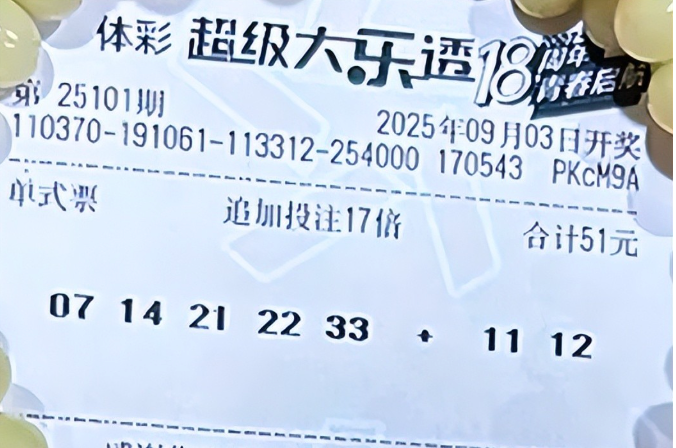 体彩 超级大乐透 18周年 青春启航
第 25101期
2025年09月03日开奖
110370-191061-113312-254000 170543 PKcM9A
单式票 追加投注17倍 合计51元
07 14 21 22 33 + 11 12